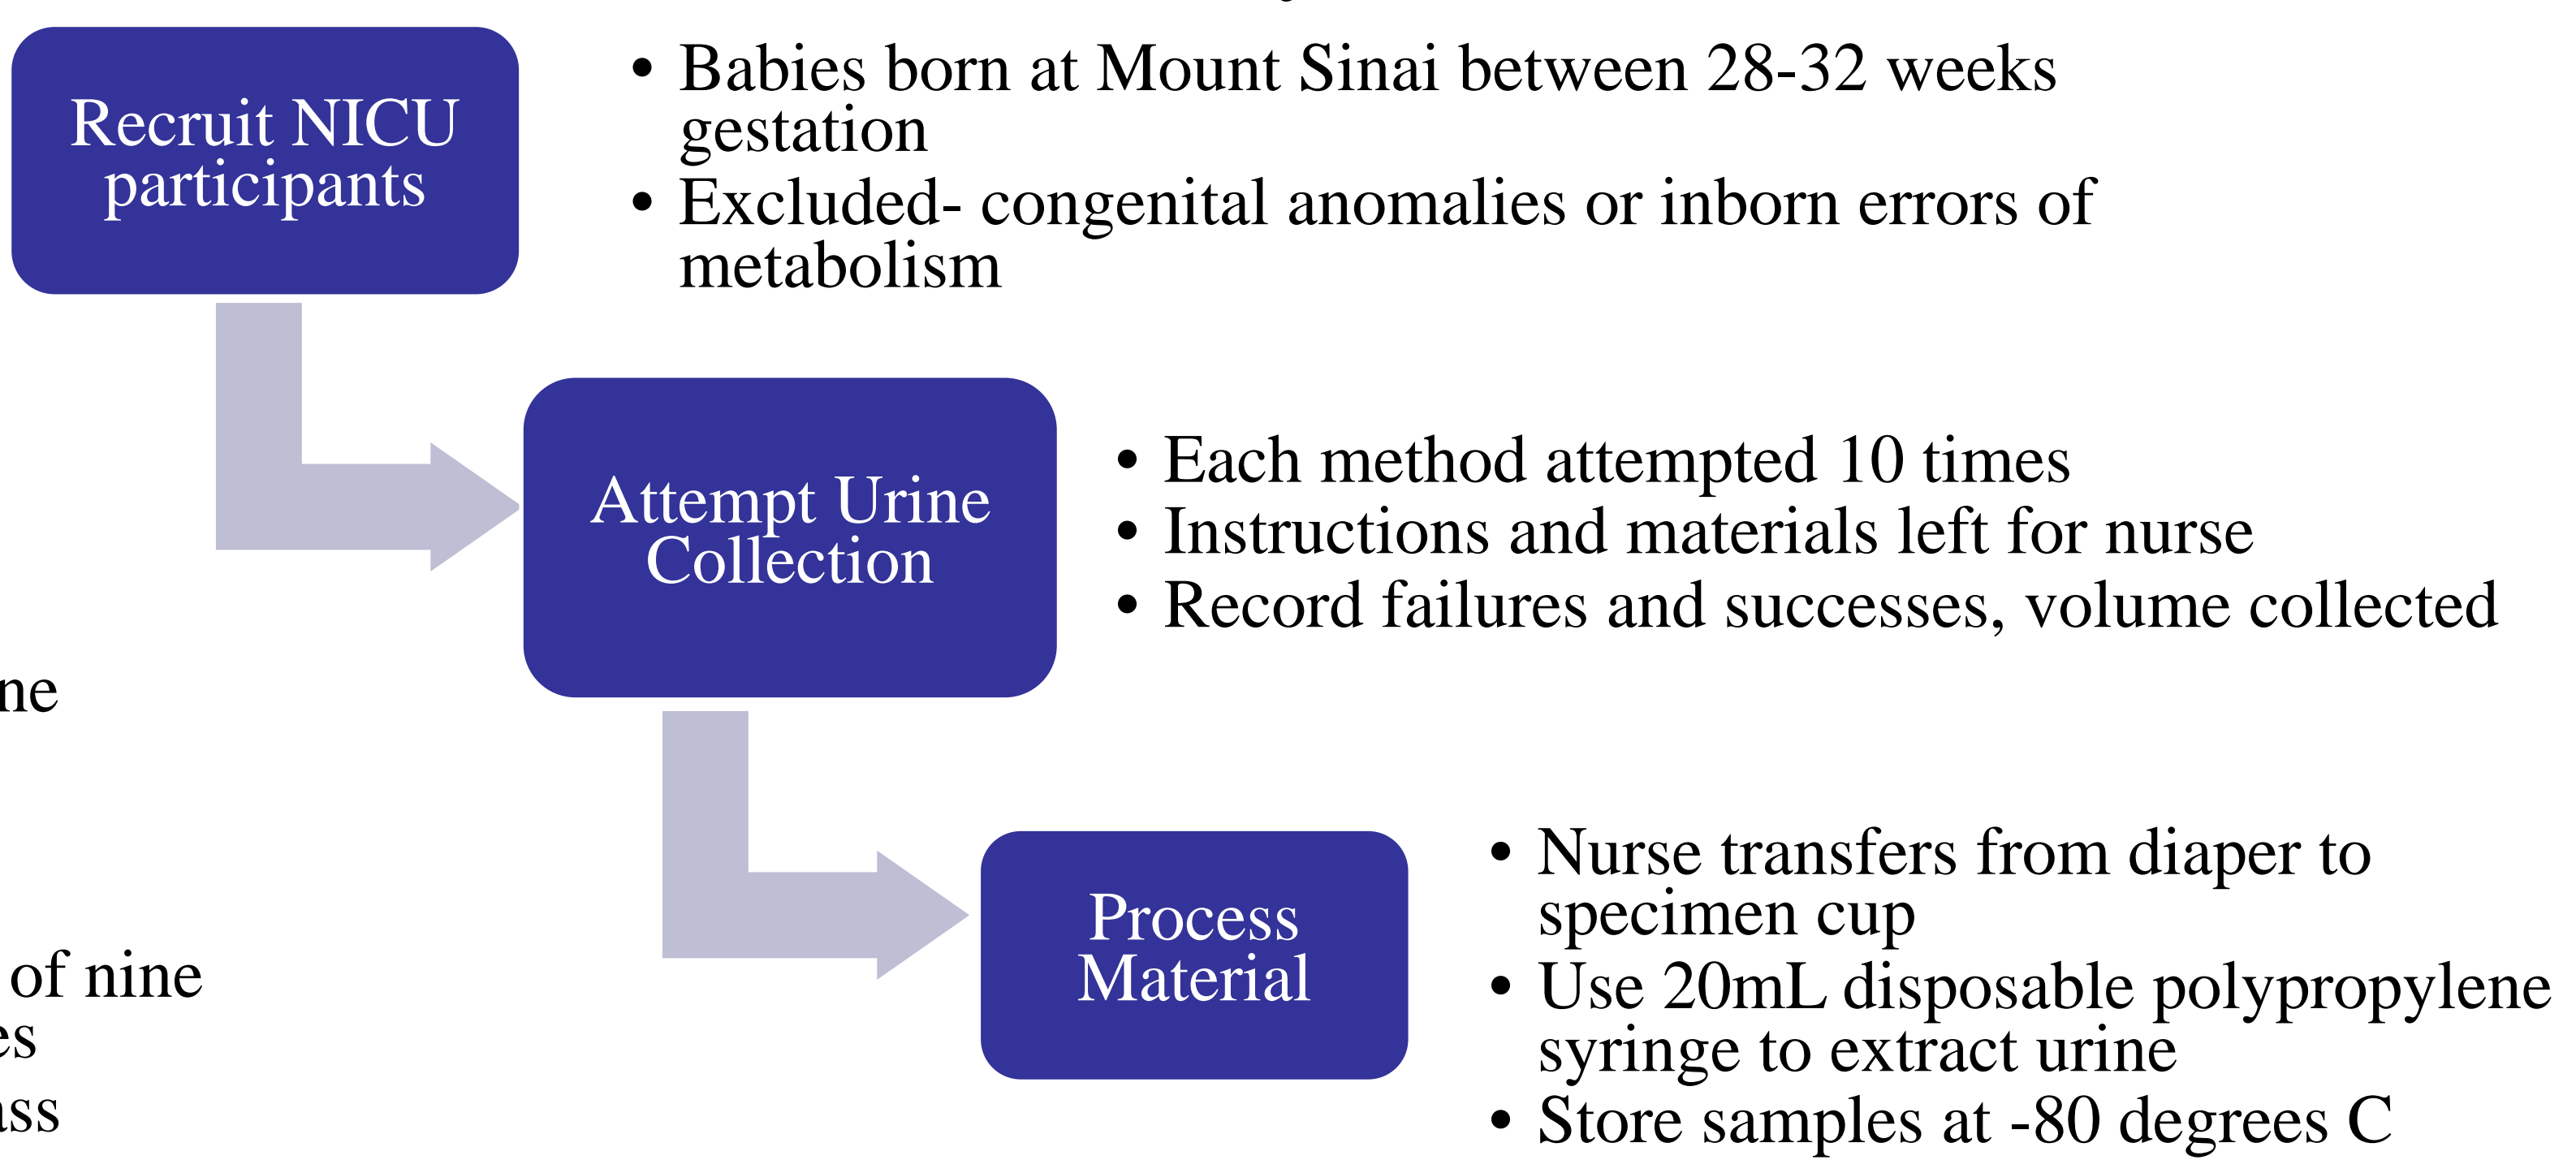 Recruit NICU
participants
• Babies born at Mount Sinai between 28-32 weeks
gestation
• Excluded- congenital anomalies or inborn errors of
metabolism
Attempt Urine
Collection
• Each method attempted 10 times
• Instructions and materials left for nurse
• Record failures and successes, volume collected
ne
Process
Material
• Nurse transfers from diaper to
specimen cup
• Use 20mL disposable polypropylene
syringe to extract urine
• Store samples at -80 degrees C
of nine
es
ass